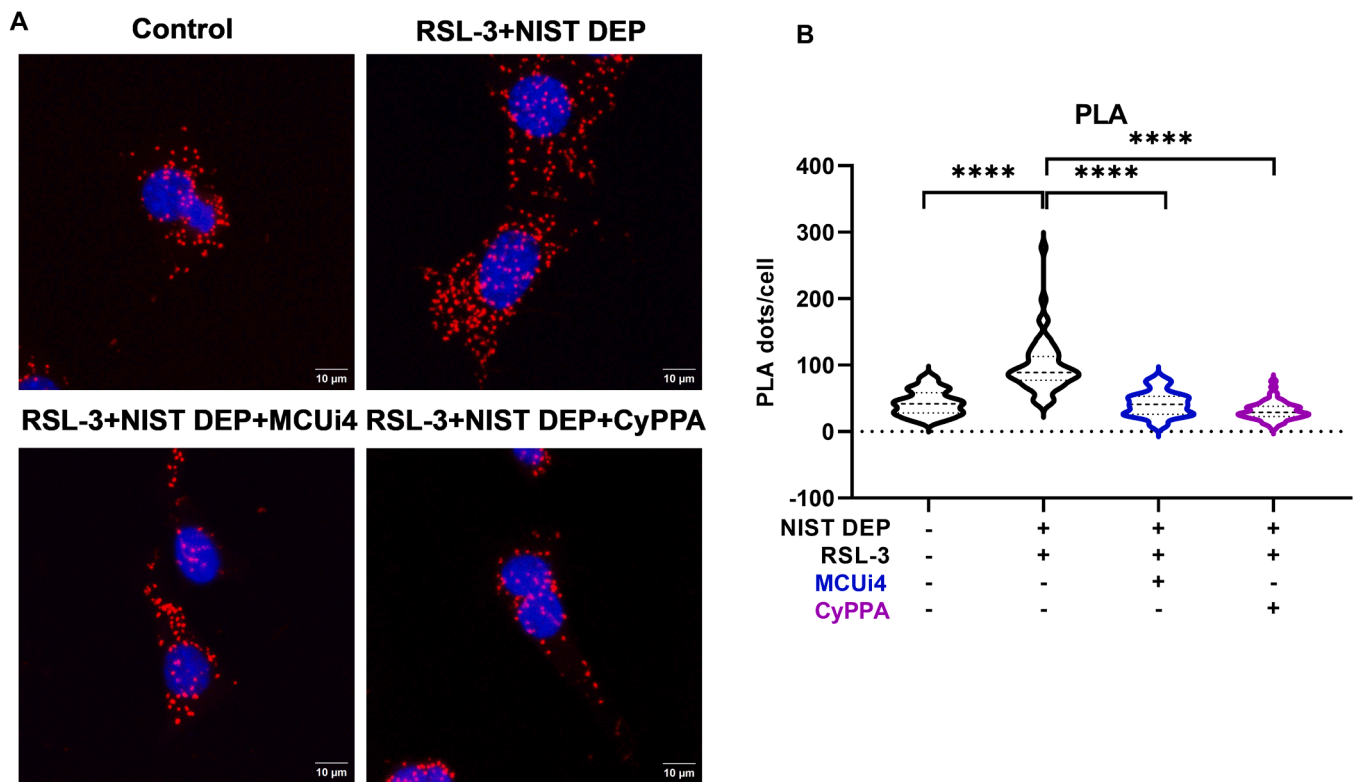 A
Control
RSL-3+NIST DEP
10 µm
10 µm
RSL-3+NIST DEP+MCUi4
RSL-3+NIST DEP+CyPPA
10 µm
10 µm
B
PLA
****
**** ****
PLA dots/cell
400
300
200
100
0
-100
NIST DEP - + + +
RSL-3 - + + +
MCUi4 - - + -
CyPPA - - - +